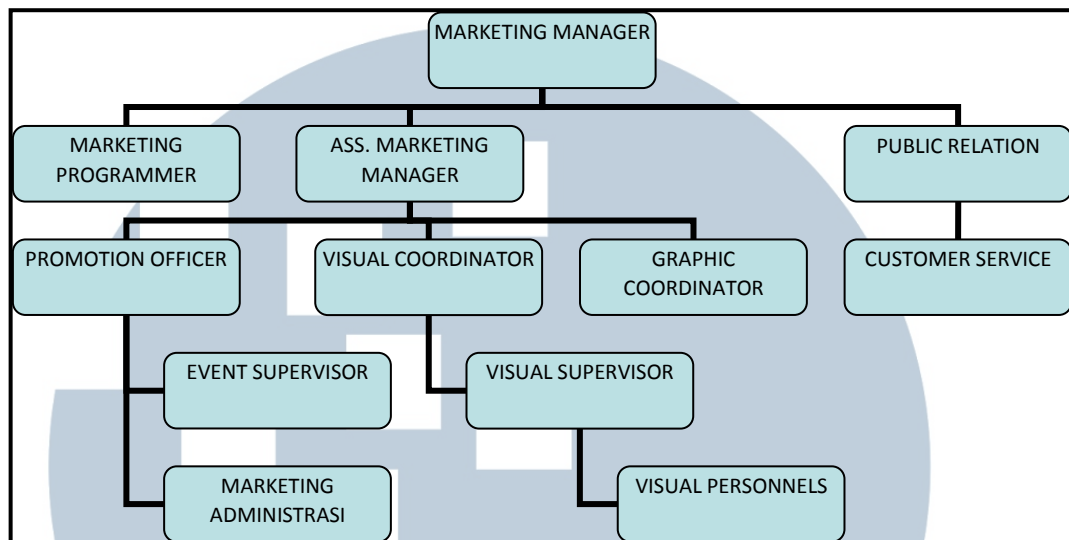 MARKETING MANAGER
MARKETING
PROGRAMMER
ASS. MARKETING
MANAGER
PUBLIC RELATION
PROMOTION OFFICER
VISUAL COORDINATOR
GRAPHIC
COORDINATOR
CUSTOMER SERVICE
EVENT SUPERVISOR
VISUAL SUPERVISOR
MARKETING
ADMINISTRASI
VISUAL PERSONNELS